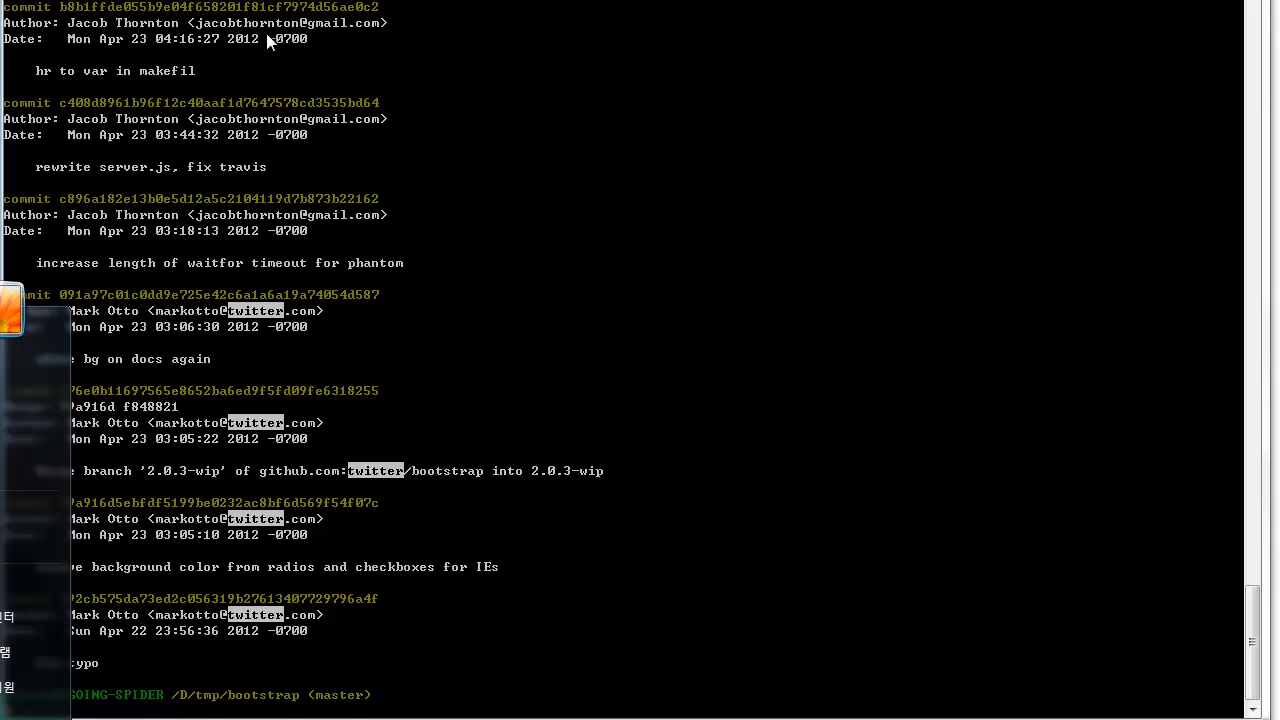 commit b8b1ffde055b9e04f658201f81cf7974d56ae0c2
Author: Jacob Thornton <jacobthornton@gmail.com>
Date:   Mon Apr 23 04:16:27 2012 -0700
hr to var in makefil
commit c408d8961b96f12c40aaf1d7647578cd3535bd64
Author: Jacob Thornton <jacobthornton@gmail.com>
Date:   Mon Apr 23 03:44:32 2012 -0700
rewrite server.js, fix travis
commit c896a182e13b0e5d12a5c2104119d7b873b22162
Author: Jacob Thornton <jacobthornton@gmail.com>
Date:   Mon Apr 23 03:18:13 2012 -0700
increase length of waitfor timeout for phantom
mmit 091a97c01c0dd9e725e42c6a1a6a19a74054d587
Mark Otto <markotto@twitter.com>
Mon Apr 23 03:06:30 2012 -0700
bg on docs again
76e0b11697565e8652ba6ed9f5fd09fe6318255
9a916d f848821
Mark Otto <markotto@twitter.com>
Mon Apr 23 03:05:22 2012 -0700
branch '2.0.3-wip' of github.com:twitter/bootstrap into 2.0.3-wip
9a916d5ebfdf5199be0232ac8bf6d569f54f07c
Mark Otto <markotto@twitter.com>
Mon Apr 23 03:05:10 2012 -0700
background color from radios and checkboxes for IEs
92cb575da73ed2c056319b27613407729796a4f
Mark Otto <markotto@twitter.com>
Sun Apr 22 23:56:36 2012 -0700
typo
GOING-SPIDER /D/tmp/bootstrap (master)